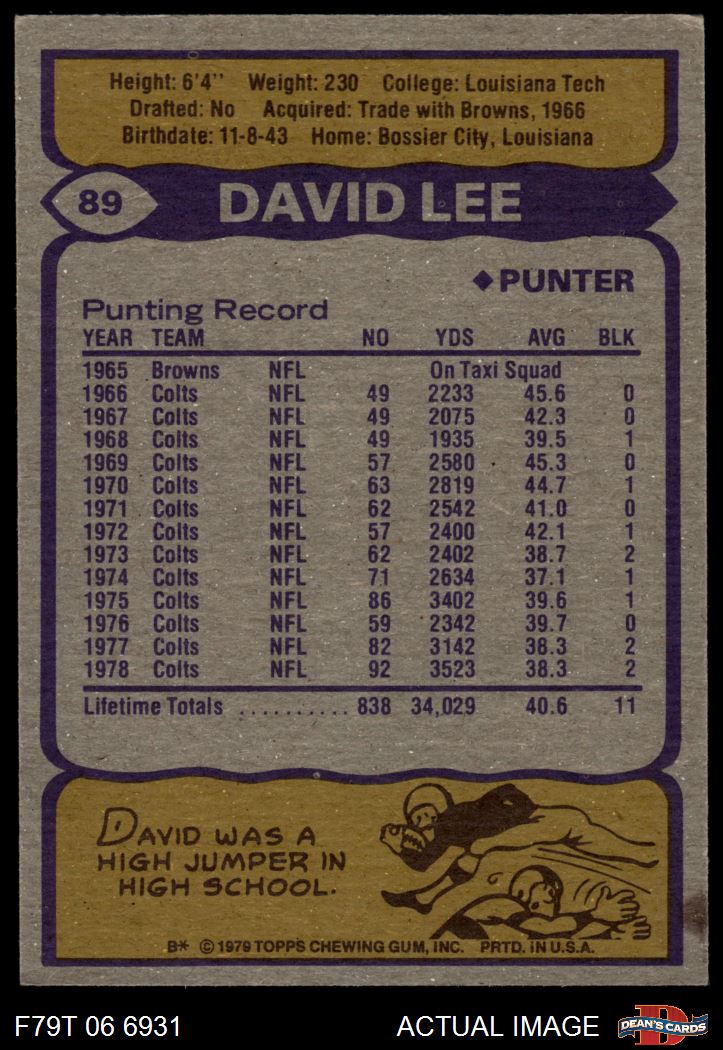 Height: 6'4" Weight: 230 College: Louisiana Tech
Drafted: No Acquired: Trade with Browns, 1966
Birthdate: 11-8-43 Home: Bossier City, Louisiana
89 DAVID LEE
◆PUNTER
Punting Record
YEAR TEAM NO YDS AVG BLK
1965 Browns NFL On Taxi Squad
1966 Colts NFL 49 2233 45.6 0
1967 Colts NFL 49 2075 42.3 0
1968 Colts NFL 49 1935 39.5 1
1969 Colts NFL 57 2580 45.3 0
1970 Colts NFL 63 2819 44.7 1
1971 Colts NFL 62 2542 41.0 0
1972 Colts NFL 57 2400 42.1 1
1973 Colts NFL 62 2402 38.7 2
1974 Colts NFL 71 2634 37.1 1
1975 Colts NFL 86 3402 39.6 1
1976 Colts NFL 59 2342 39.7 0
1977 Colts NFL 82 3142 38.3 2
1978 Colts NFL 92 3523 38.3 2
Lifetime Totals .......... 838 34,029 40.6 11
DAVID WAS A
HIGH JUMPER IN
HIGH SCHOOL.
B* © 1979 TOPPS CHEWING GUM, INC. PRTD. IN U.S.A.
F79T 06 6931 ACTUAL IMAGE D DEAN'S CARDS